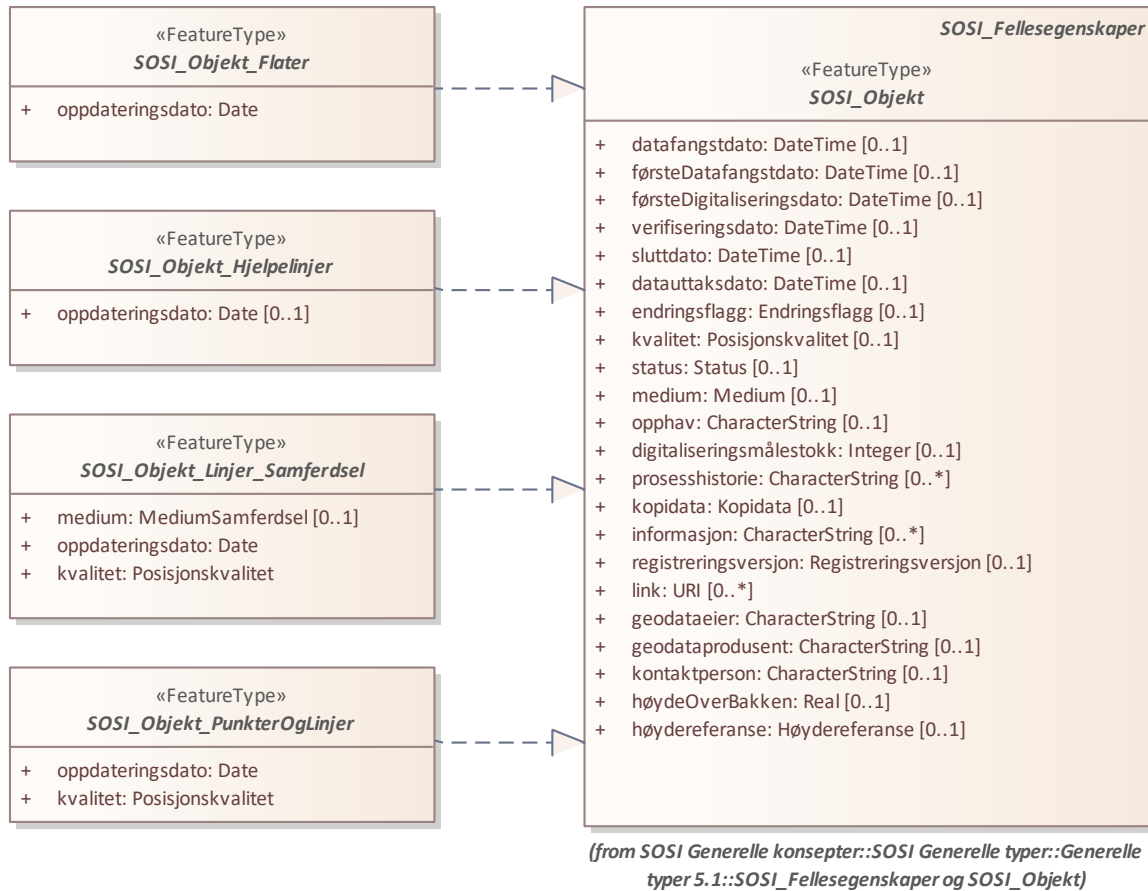 «FeatureType»
SOSI_Objekt_Flater
+ oppdateringsdato: Date
«FeatureType»
SOSI_Objekt_Hjelpelinjer
+ oppdateringsdato: Date [0..1]
«FeatureType»
SOSI_Objekt_Linjer_Samferdsel
+ medium: MediumSamferdsel [0..1]
+ oppdateringsdato: Date
+ kvalitet: Posisjonskvalitet
«FeatureType»
SOSI_Objekt_PunkterOgLinjer
+ oppdateringsdato: Date
+ kvalitet: Posisjonskvalitet
SOSI_Fellesegenskaper
«FeatureType»
SOSI_Objekt
+ datafangstdato: DateTime [0..1]
+ førsteDatafangstdato: DateTime [0..1]
+ førsteDigitaliseringsdato: DateTime [0..1]
+ verifiseringsdato: DateTime [0..1]
+ sluttdato: DateTime [0..1]
+ datauttaksdato: DateTime [0..1]
+ endringsflagg: Endringsflagg [0..1]
+ kvalitet: Posisjonskvalitet [0..1]
+ status: Status [0..1]
+ medium: Medium [0..1]
+ opphav: CharacterString [0..1]
+ digitaliseringsmålestokk: Integer [0..1]
+ prosesshistorie: CharacterString [0..*]
+ kopidata: Kopidata [0..1]
+ informasjon: CharacterString [0..*]
+ registreringsversjon: Registreringsversjon [0..1]
+ link: URI [0..*]
+ geodataeier: CharacterString [0..1]
+ geodataprodusent: CharacterString [0..1]
+ kontaktperson: CharacterString [0..1]
+ høydeOverBakken: Real [0..1]
+ høydereferanse: Høydereferanse [0..1]
(from SOSI Generelle konsepter::SOSI Generelle typer::Generelle
typer 5.1::SOSI_Fellesegenskaper og SOSI_Objekt)